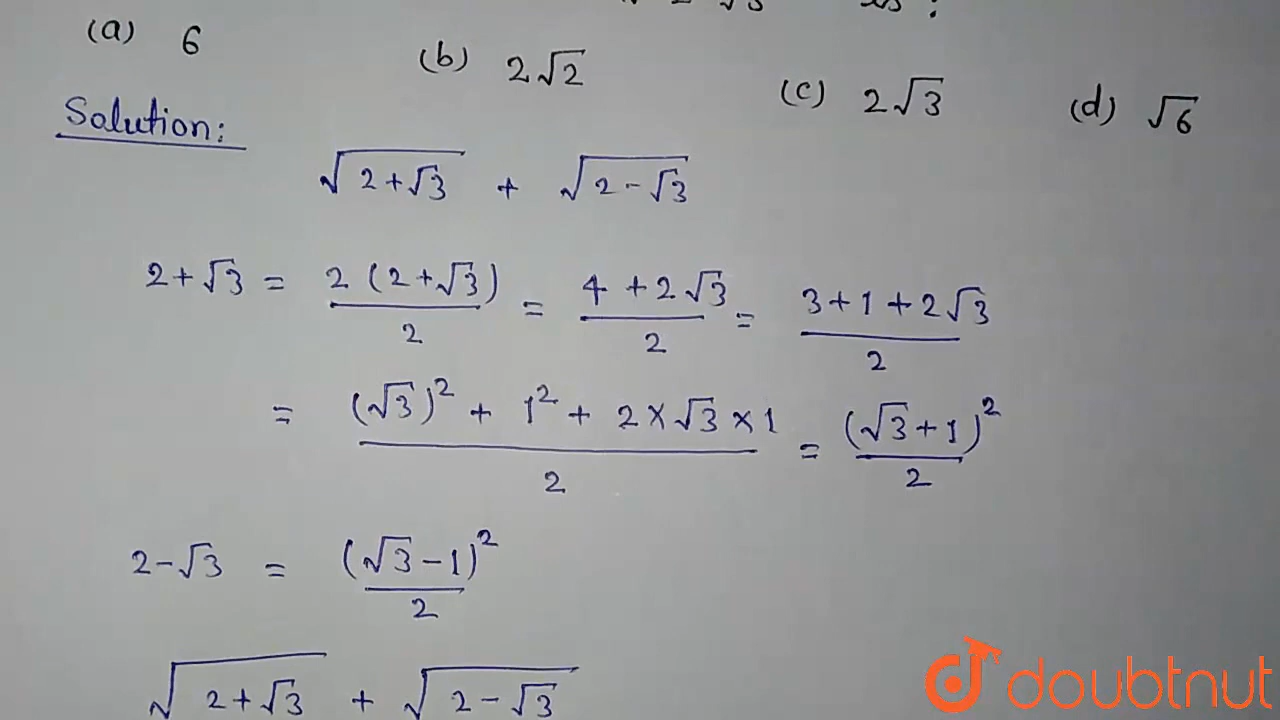 (a) 6 (b) 2√2 (c) 2√3 (d) √6
Solution:
√(2+√3) + √(2-√3)
2+√3 = 2(2+√3)/2 = 4+2√3/2 = 3+1+2√3/2
= (√3)² + 1² + 2×√3×1/2 = (√3+1)²/2
2-√3 = (√3-1)²/2
√(2+√3) + √(2-√3)
doubtnut